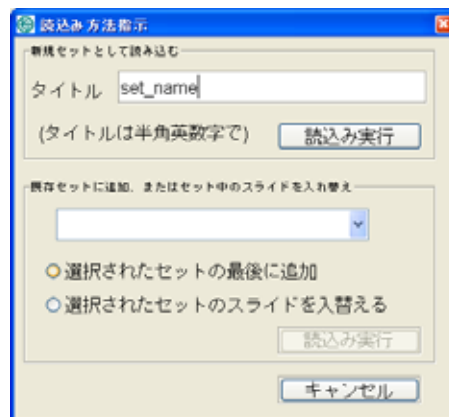 読込み方法指示
新規セットとして読み込む
タイトル set_name
(タイトルは半角英数字で) 読込み実行
既存セットに追加、またはセット中のスライドを入れ替え
選択されたセットの最後に追加
選択されたセットのスライドを入替える
読込み実行
キャンセル